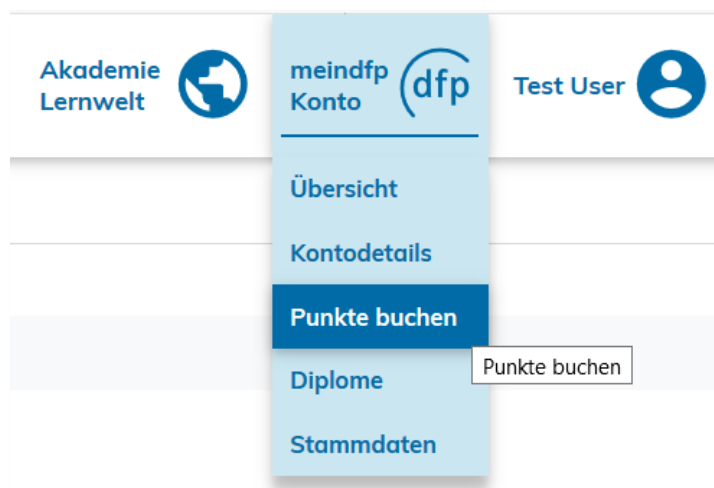 Akademie
Lernwelt
meindfp
Konto
dfp
Test User
Übersicht
Kontodetails
Punkte buchen
Punkte buchen
Diplome
Stammdaten